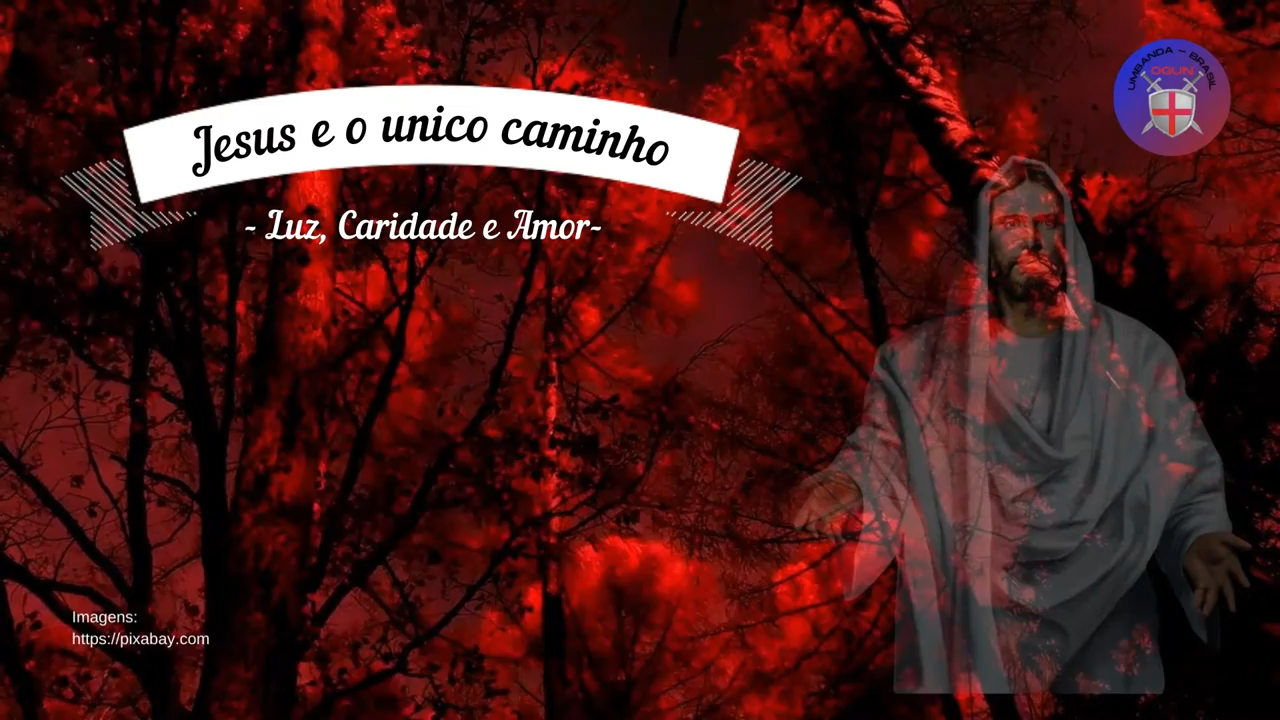 UMBANDA - BRASIL
OGUN
Jesus e o unico caminho
- Luz, Caridade e Amor-
Imagens:
https://pixabay.com